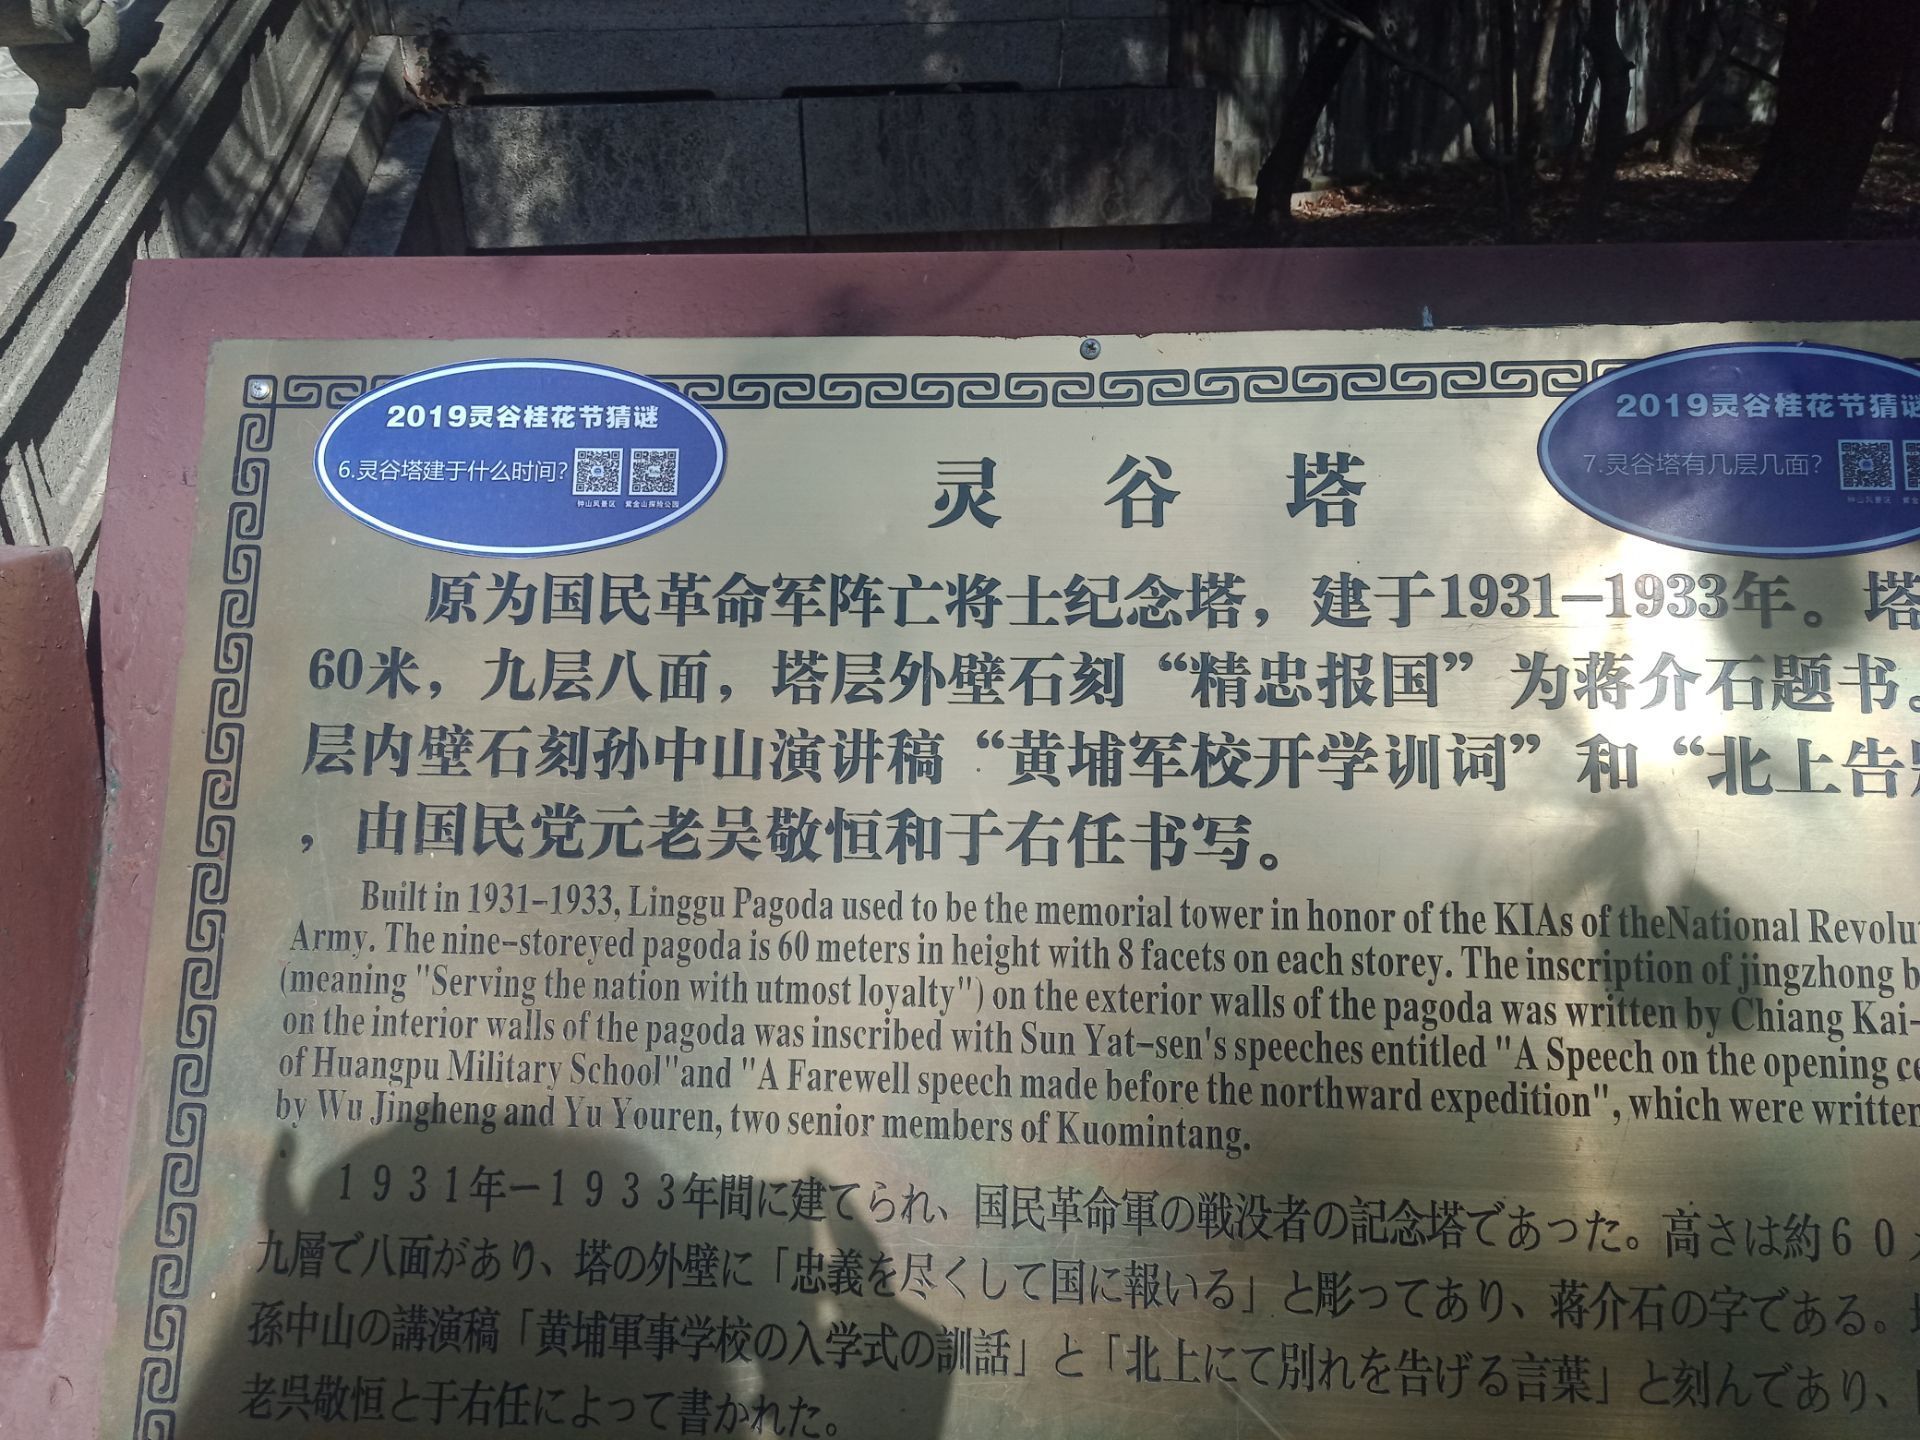 2019灵谷桂花节猜谜
6.灵谷塔建于什么时间?
钟山风景区 紫金山探险公园
2019灵谷桂花节猜谜
7.灵谷塔有几层几面?
钟山风景区
灵谷塔
原为国民革命军阵亡将士纪念塔，建于1931-1933年。塔
60米，九层八面，塔层外壁石刻“精忠报国”为蒋介石题书。
层内壁石刻孙中山演讲稿“黄埔军校开学训词”和“北上告
，由国民党元老吴敬恒和于右任书写。
Built in 1931-1933, Linggu Pagoda used to be the memorial tower in honor of the KIAs of theNational Revolu
Army. The nine-storeyed pagoda is 60 meters in height with 8 facets on each storey. The inscription of jingzhong b
(meaning "Serving the nation with utmost loyalty") on the exterior walls of the pagoda was written by Chiang Kai-
on the interior walls of the pagoda was inscribed with Sun Yat-sen's speeches entitled "A Speech on the opening ce
of Huangpu Military School"and "A Farewell speech made before the northward expedition", which were written
by Wu Jingheng and Yu Youren, two senior members of Kuomintang.
1931年－1933年間に建てられ、国民革命軍の戦没者の記念塔であった。高さは約60
九層で八面があり、塔の外壁に「忠義を尽くして国に報いる」と彫ってあり、蒋介石の字である。
孫中山の講演稿「黄埔軍事学校の入学式の訓話」と「北上にて別れを告げる言葉」と刻んであり、
老呉敬恒と于右任によって書かれた。